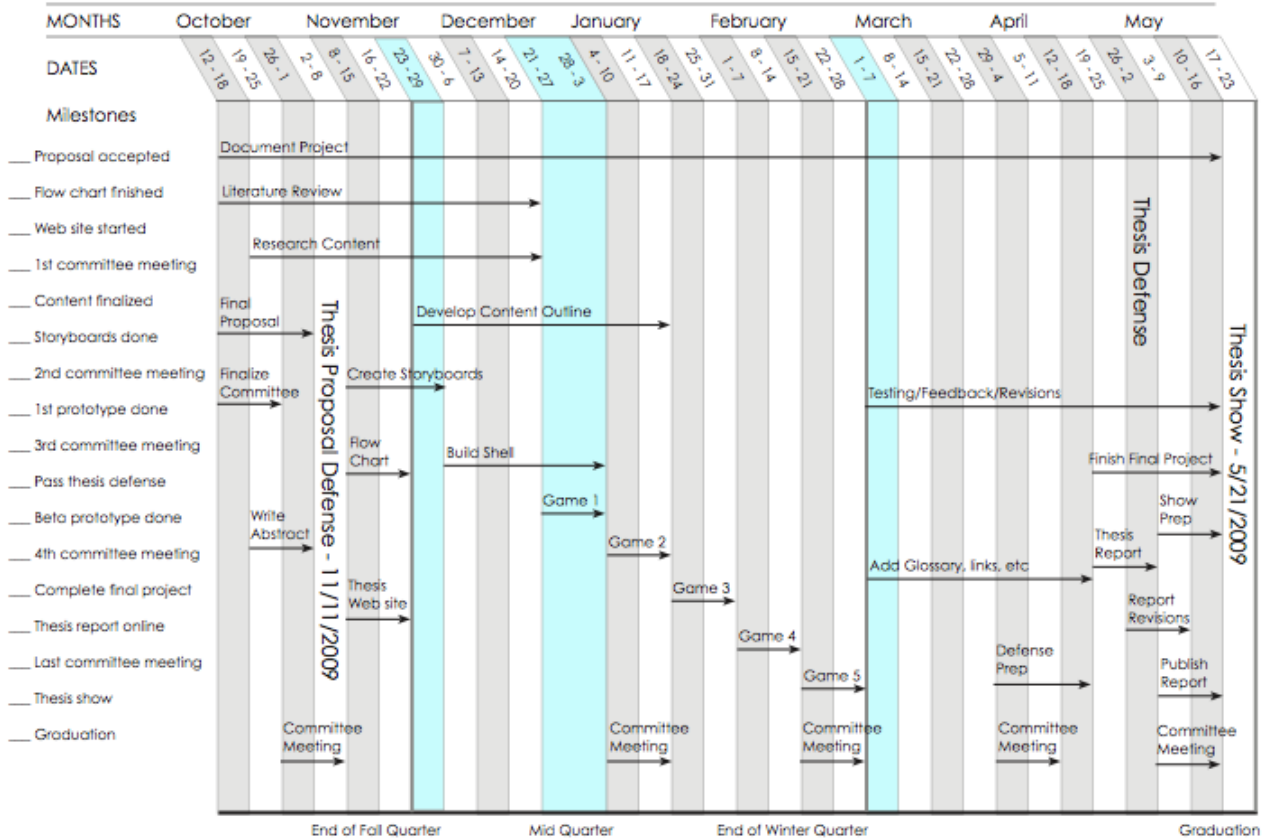 MONTHS October November December January February March April May
DATES 12 - 18 19 - 25 26 - 1 2 - 8 8 - 15 16 - 22 23 - 29 30 - 6 7 - 13 14 - 20 21 - 27 28 - 3 4 - 10 11 - 17 18 - 24 25 - 31 1 - 7 8 - 14 15 - 21 22 - 28 1 - 7 8 - 14 15 - 21 22 - 28 29 - 4 5 - 11 12 - 18 19 - 25 26 - 2 3 - 9 10 - 16 17 - 23
Milestones
___ Proposal accepted
___ Flow chart finished
___ Web site started
___ 1st committee meeting
___ Content finalized
___ Storyboards done
___ 2nd committee meeting
___ 1st prototype done
___ 3rd committee meeting
___ Pass thesis defense
___ Beta prototype done
___ 4th committee meeting
___ Complete final project
___ Thesis report online
___ Last committee meeting
___ Thesis show
___ Graduation
Document Project
Literature Review
Research Content
Final
Proposal
Develop Content Outline
Finalize
Committee
Create Storyboards
Testing/Feedback/Revisions
Flow
Chart
Build Shell
Finish Final Project
Game 1
Show
Prep
Write
Abstract
Game 2
Thesis
Report
Add Glossary, links, etc
Thesis
Web site
Game 3
Report
Revisions
Game 4
Defense
Prep
Game 5
Publish
Report
Committee
Meeting
Committee
Meeting
Committee
Meeting
Committee
Meeting
Committee
Meeting
Thesis Proposal Defense - 11/11/2009
Thesis Defense
Thesis Show - 5/21/2009
End of Fall Quarter
Mid Quarter
End of Winter Quarter
Graduation